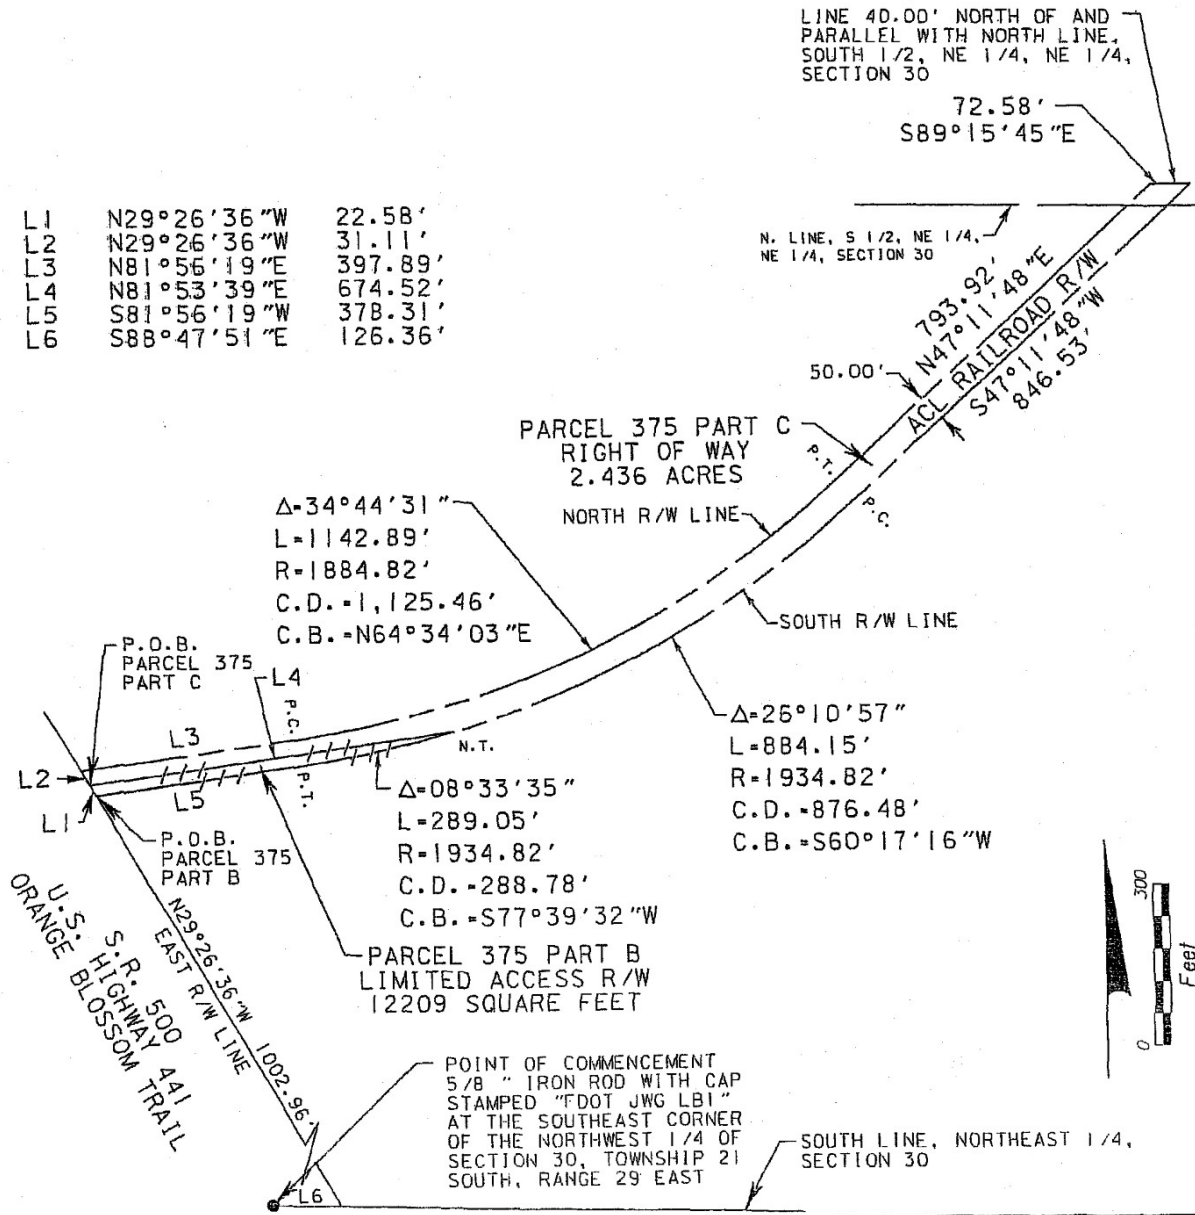 LINE 40.00' NORTH OF AND
PARALLEL WITH NORTH LINE,
SOUTH 1/2, NE 1/4, NE 1/4,
SECTION 30
72.58'
S89°15'45"E
L1 N29°26'36"W 22.58'
L2 N29°26'36"W 31.11'
L3 N81°56'19"E 397.89'
L4 N81°53'39"E 674.52'
L5 S81°56'19"W 378.31'
L6 S88°47'51"E 126.36'
N. LINE, S 1/2, NE 1/4,
NE 1/4, SECTION 30
793.92'
N47°11'48"E
ACL RAILROAD R/W
S47°11'48"W
846.53'
50.00'
PARCEL 375 PART C
RIGHT OF WAY
2.436 ACRES
P.T.
P.C.
NORTH R/W LINE
Δ=34°44'31"
L=1142.89'
R=1884.82'
C.D.=1,125.46'
C.B.=N64°34'03"E
SOUTH R/W LINE
P.O.B.
PARCEL 375
PART C
L4
P.C.
L3
N.T.
L2
L5
P.T.
L1
Δ=26°10'57"
L=884.15'
R=1934.82'
C.D.=876.48'
C.B.=S60°17'16"W
Δ=08°33'35"
L=289.05'
R=1934.82'
C.D.=288.78'
C.B.=S77°39'32"W
P.O.B.
PARCEL 375
PART B
PARCEL 375 PART B
LIMITED ACCESS R/W
12209 SQUARE FEET
N29°26'36"W 1002.96'
EAST R/W LINE
S.R. 500
U.S. HIGHWAY 441
ORANGE BLOSSOM TRAIL
300
0
Feet
POINT OF COMMENCEMENT
5/8 " IRON ROD WITH CAP
STAMPED "FDOT JWG LB1"
AT THE SOUTHEAST CORNER
OF THE NORTHWEST 1/4 OF
SECTION 30, TOWNSHIP 21
SOUTH, RANGE 29 EAST
SOUTH LINE, NORTHEAST 1/4,
SECTION 30
L6